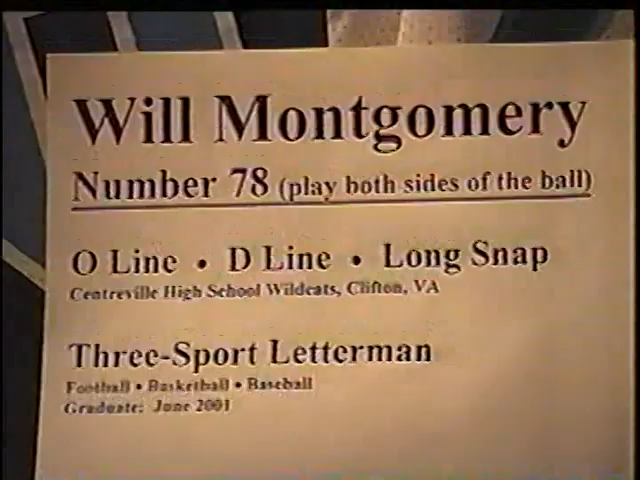 Will Montgomery
Number 78 (play both sides of the ball)
O Line • D Line • Long Snap
Centreville High School Wildcats, Clifton, VA
Three-Sport Letterman
Football • Basketball • Baseball
Graduate: June 2001